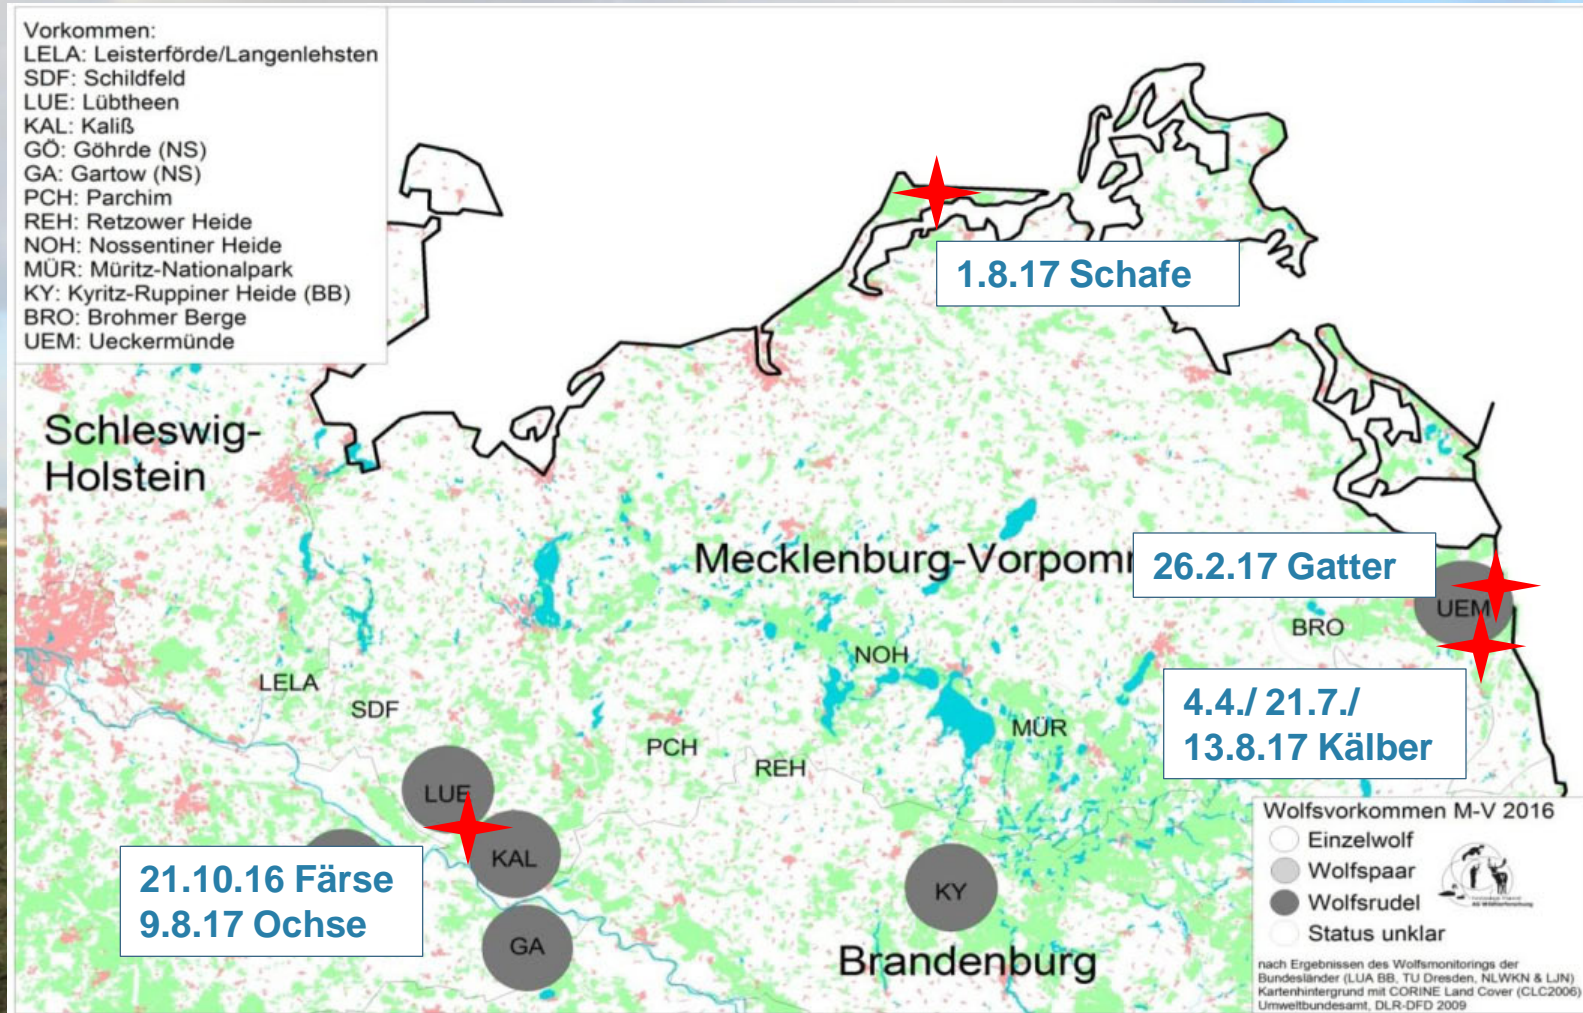 Vorkommen:
LELA: Leisterförde/Langenlehsten
SDF: Schildfeld
LUE: Lübtheen
KAL: Kaliß
GÖ: Göhrde (NS)
GA: Gartow (NS)
PCH: Parchim
REH: Retzower Heide
NOH: Nossentiner Heide
MÜR: Müritz-Nationalpark
KY: Kyritz-Ruppiner Heide (BB)
BRO: Brohmer Berge
UEM: Ueckermünde
1.8.17 Schafe
Schleswig-
Holstein
Mecklenburg-Vorpom
26.2.17 Gatter
UEM
BRO
NOH
LELA
SDF
4.4./ 21.7./
13.8.17 Kälber
MÜR
PCH
REH
LUE
KAL
21.10.16 Färse
9.8.17 Ochse
KY
GA
Brandenburg
Wolfsvorkommen M-V 2016
Einzelwolf
Wolfspaar
Wolfsrudel
Status unklar
nach Ergebnissen des Wolfsmonitorings der
Bundesländer (LUA BB, TU Dresden, NLWKN & LJN)
Kartenhintergrund mit CORINE Land Cover (CLC2006)
Umweltbundesamt, DLR-DFD 2009